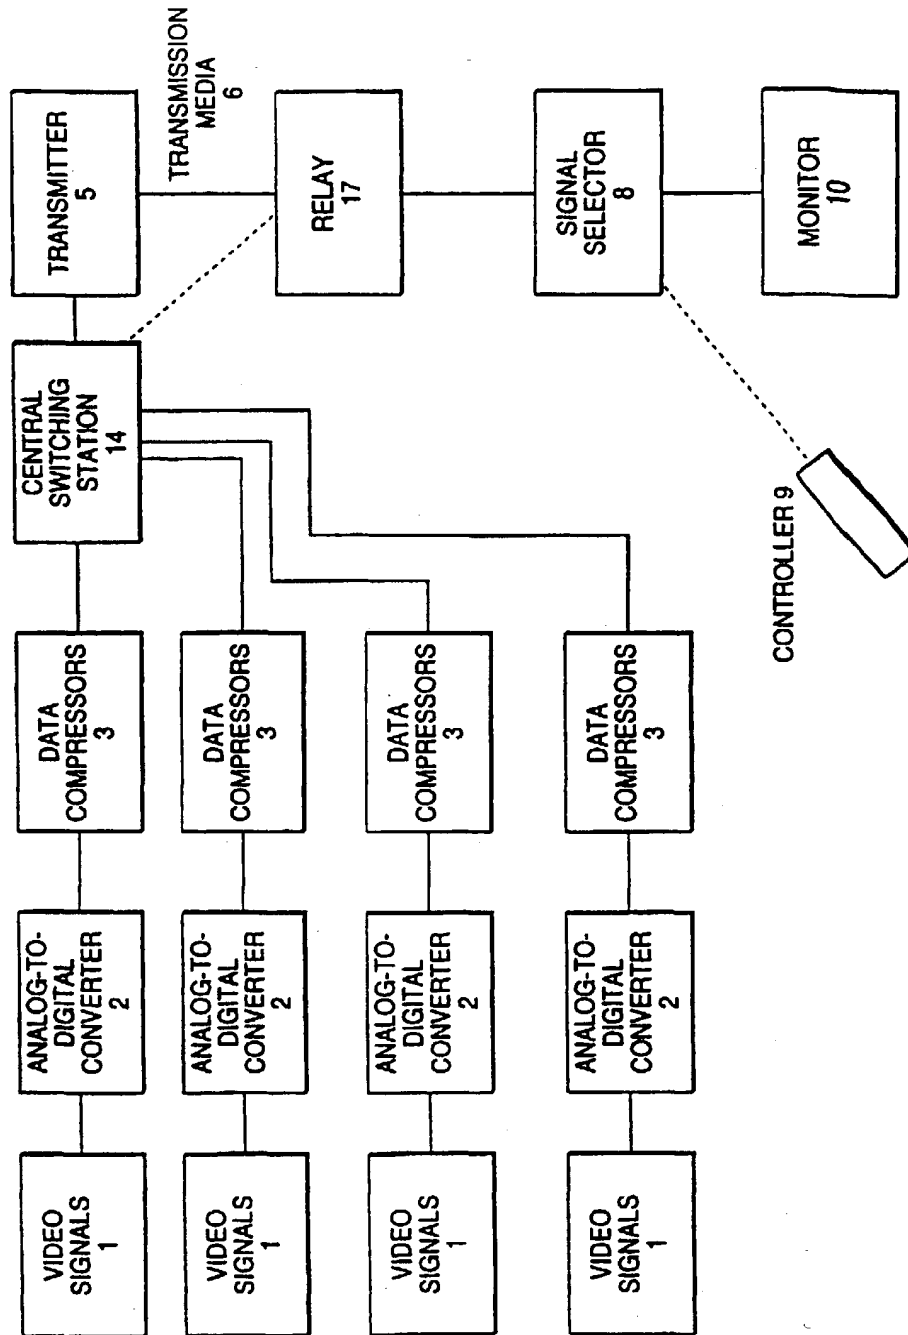 VIDEO
SIGNALS
1
ANALOG-TO-
DIGITAL
CONVERTER
2
DATA
COMPRESSORS
3
CENTRAL
SWITCHING
STATION
14
TRANSMITTER
5
VIDEO
SIGNALS
1
ANALOG-TO-
DIGITAL
CONVERTER
2
DATA
COMPRESSORS
3
TRANSMISSION
MEDIA
6
VIDEO
SIGNALS
1
ANALOG-TO-
DIGITAL
CONVERTER
2
DATA
COMPRESSORS
3
RELAY
17
VIDEO
SIGNALS
1
ANALOG-TO-
DIGITAL
CONVERTER
2
DATA
COMPRESSORS
3
SIGNAL
SELECTOR
8
CONTROLLER 9
MONITOR
10